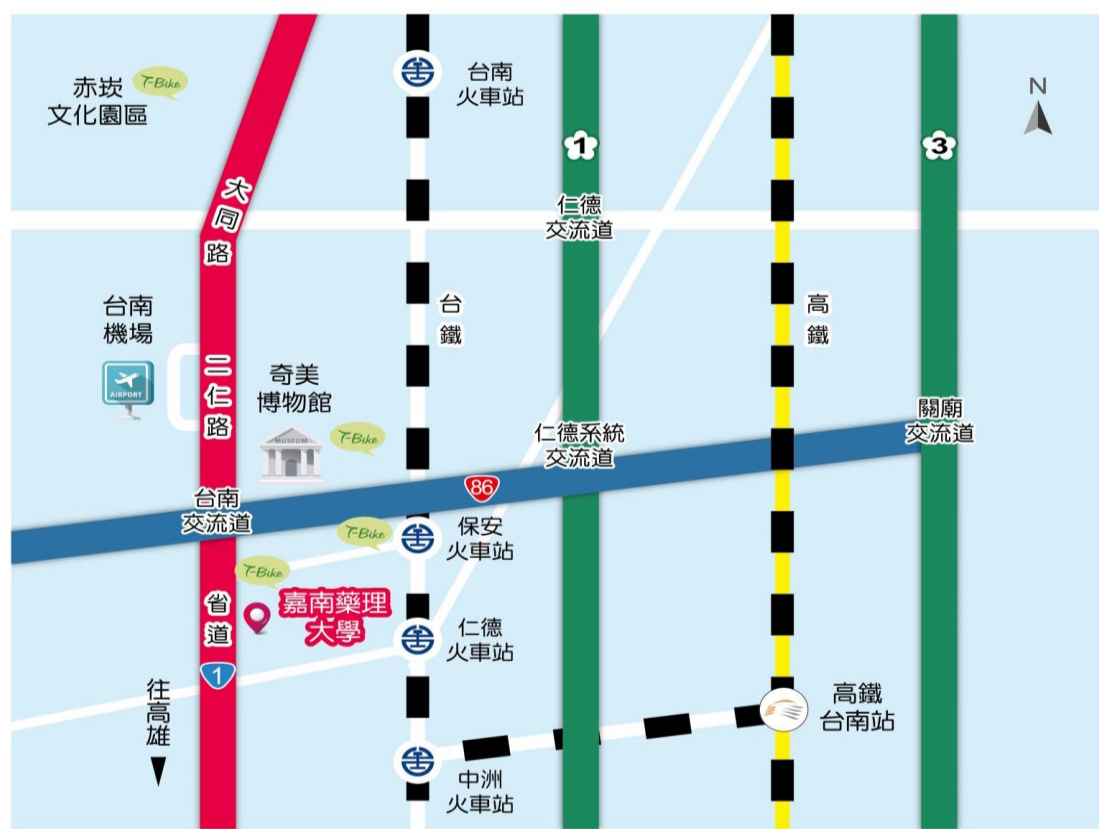 赤崁
文化園區
T-Bike
台南
火車站
N
1
3
大同路
仁德
交流道
台南
機場
AIRPORT
二仁路
奇美
博物館
MUSEUM
T-Bike
台鐵
高鐵
仁德系統
交流道
關廟
交流道
86
台南
交流道
T-Bike
保安
火車站
T-Bike
嘉南藥理
大學
省道
1
仁德
火車站
往高雄
高鐵
台南站
中洲
火車站